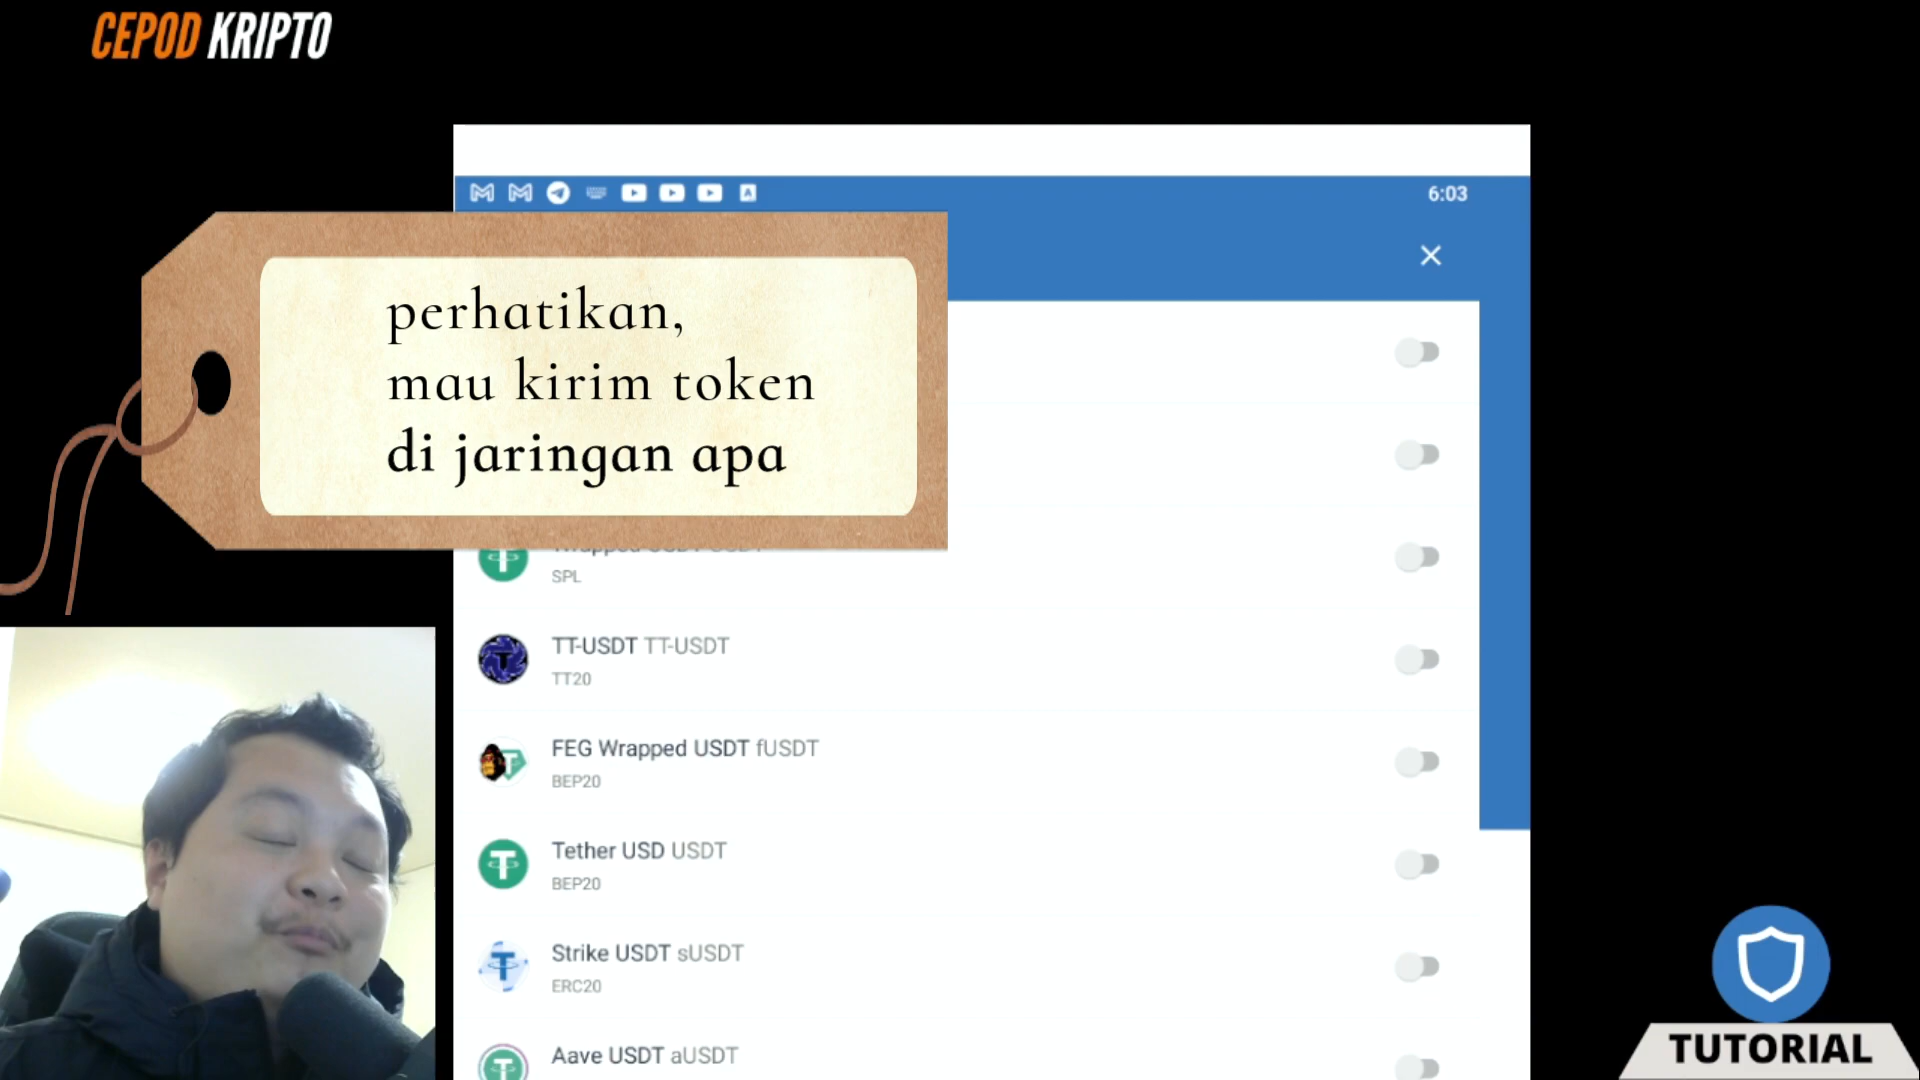 CEPOD KRIPTO
6:03
perhatikan,
mau kirim token
di jaringan apa
SPL
TT-USDT TT-USDT
TT20
FEG Wrapped USDT fUSDT
BEP20
Tether USD USDT
BEP20
Strike USDT sUSDT
ERC20
Aave USDT aUSDT
TUTORIAL